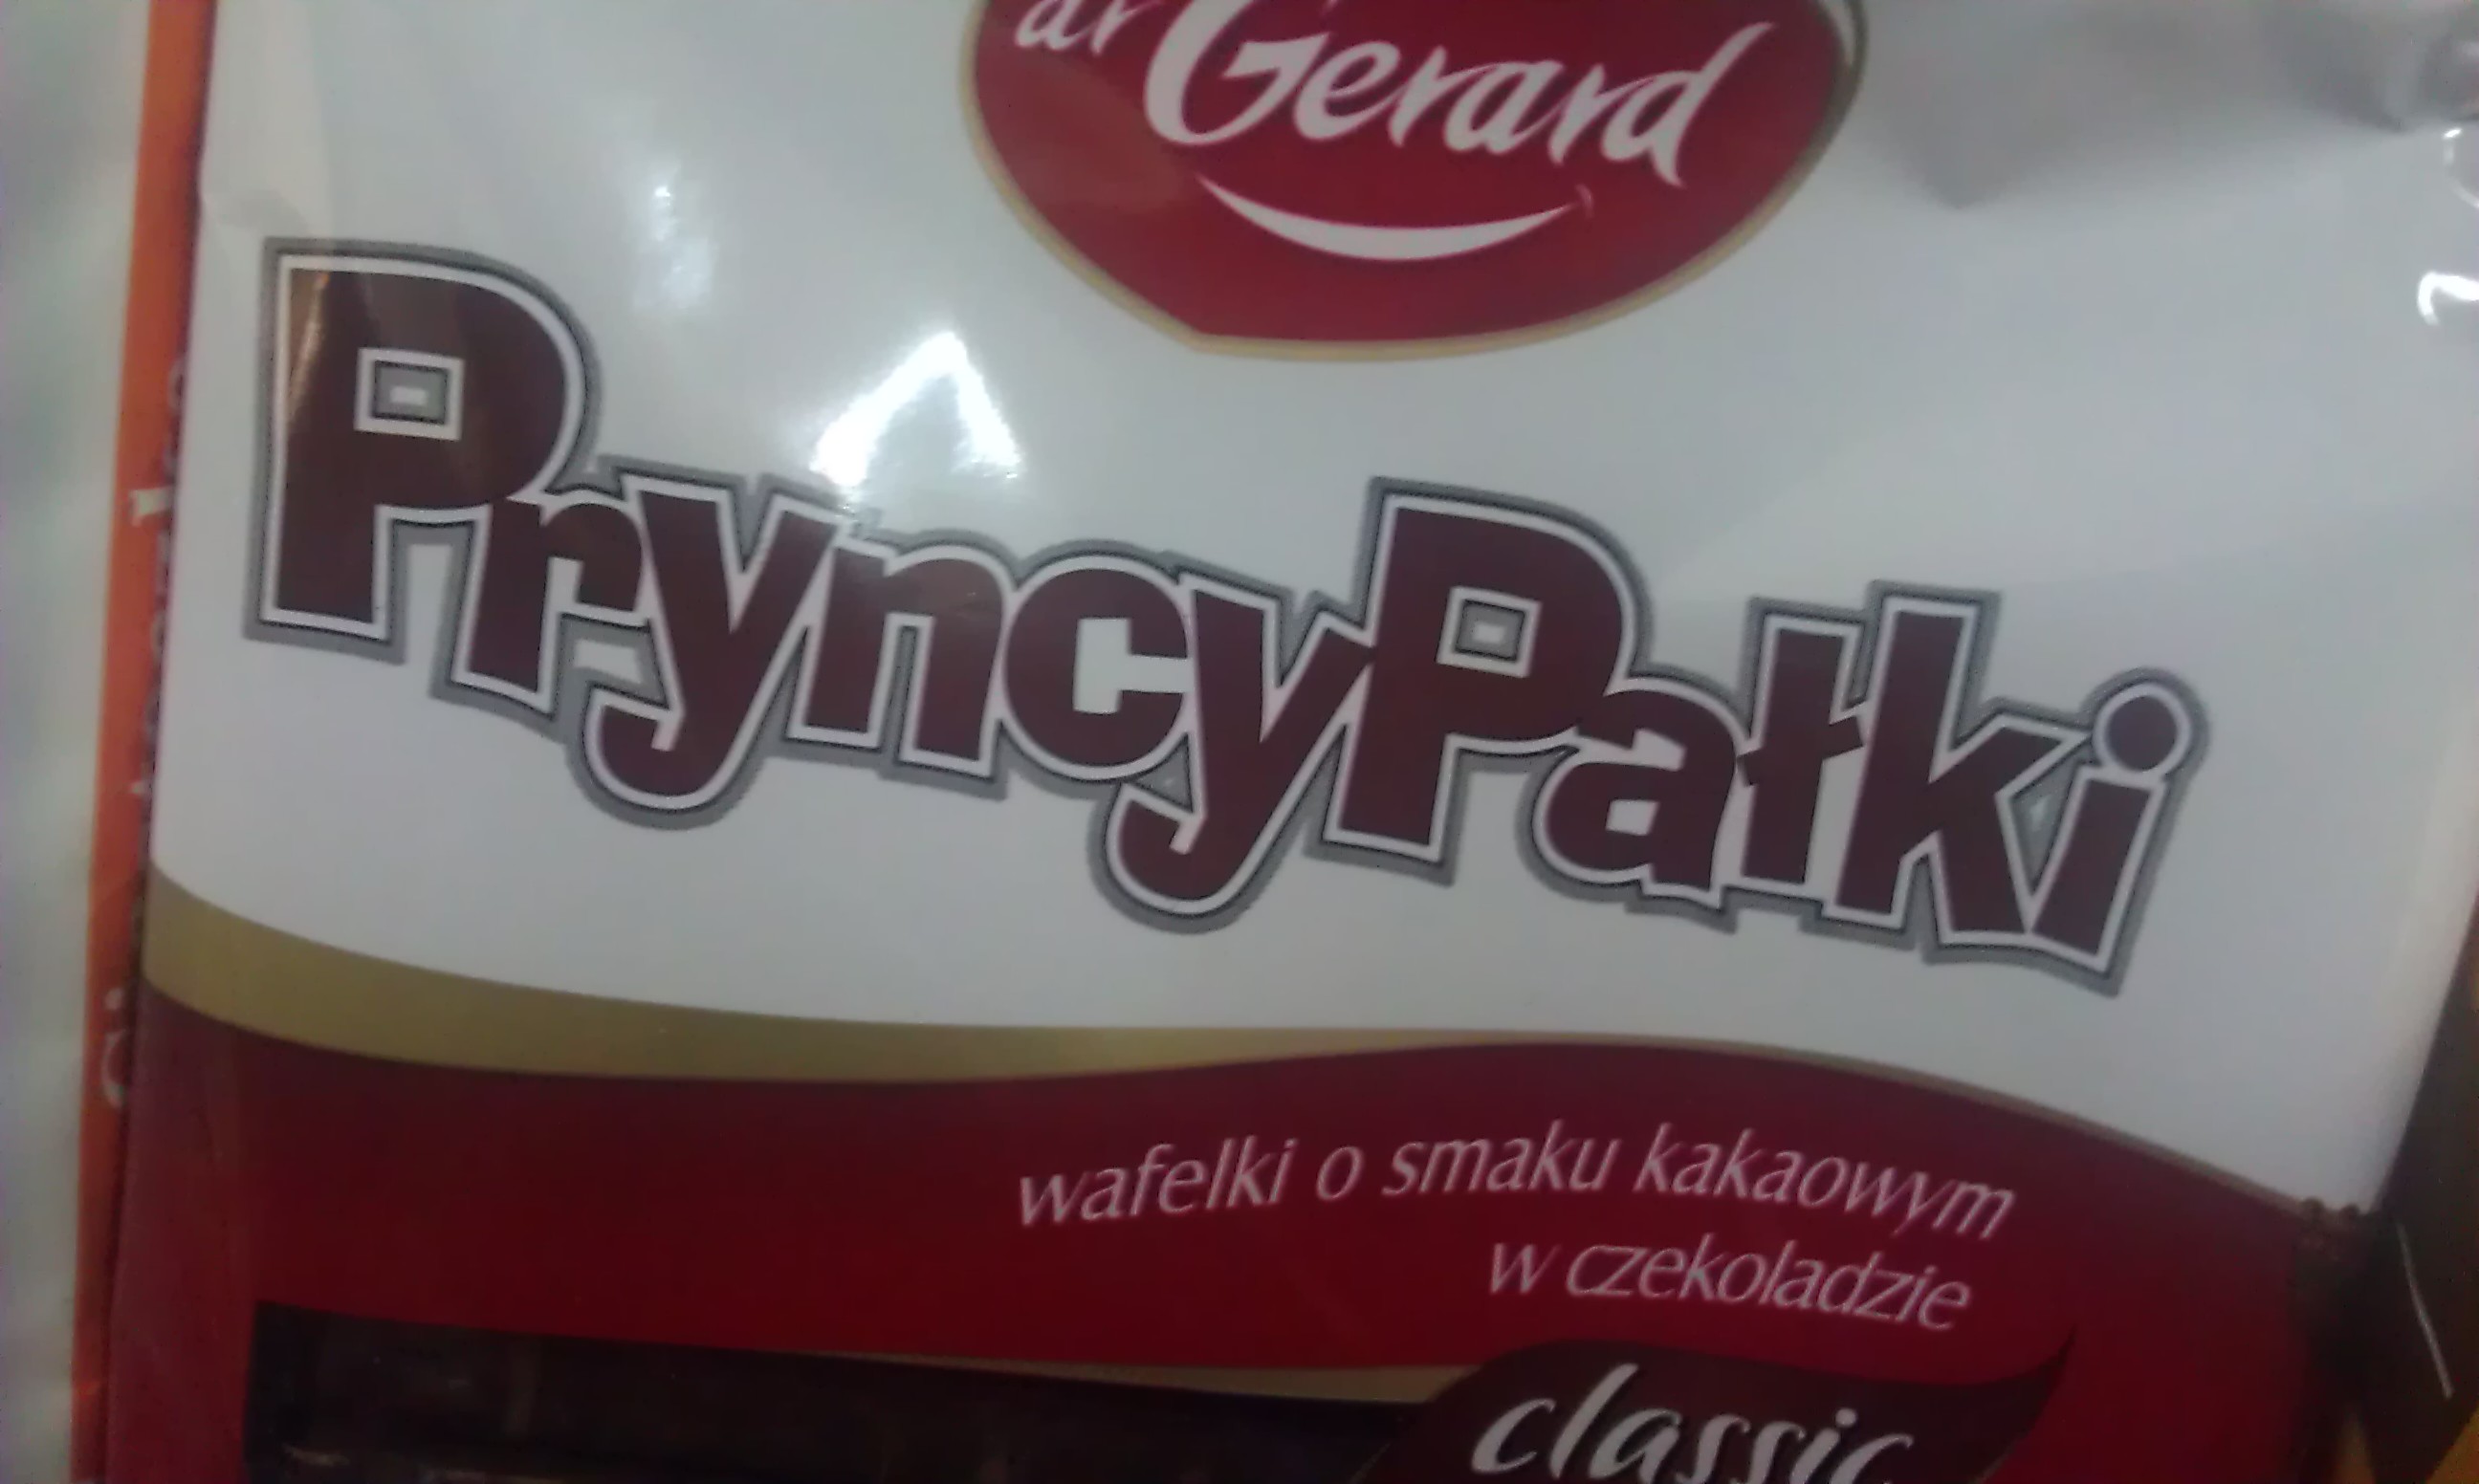 dr Gerard
PryncyPałki
wafelki o smaku kakaowym
w czekoladzie
classic